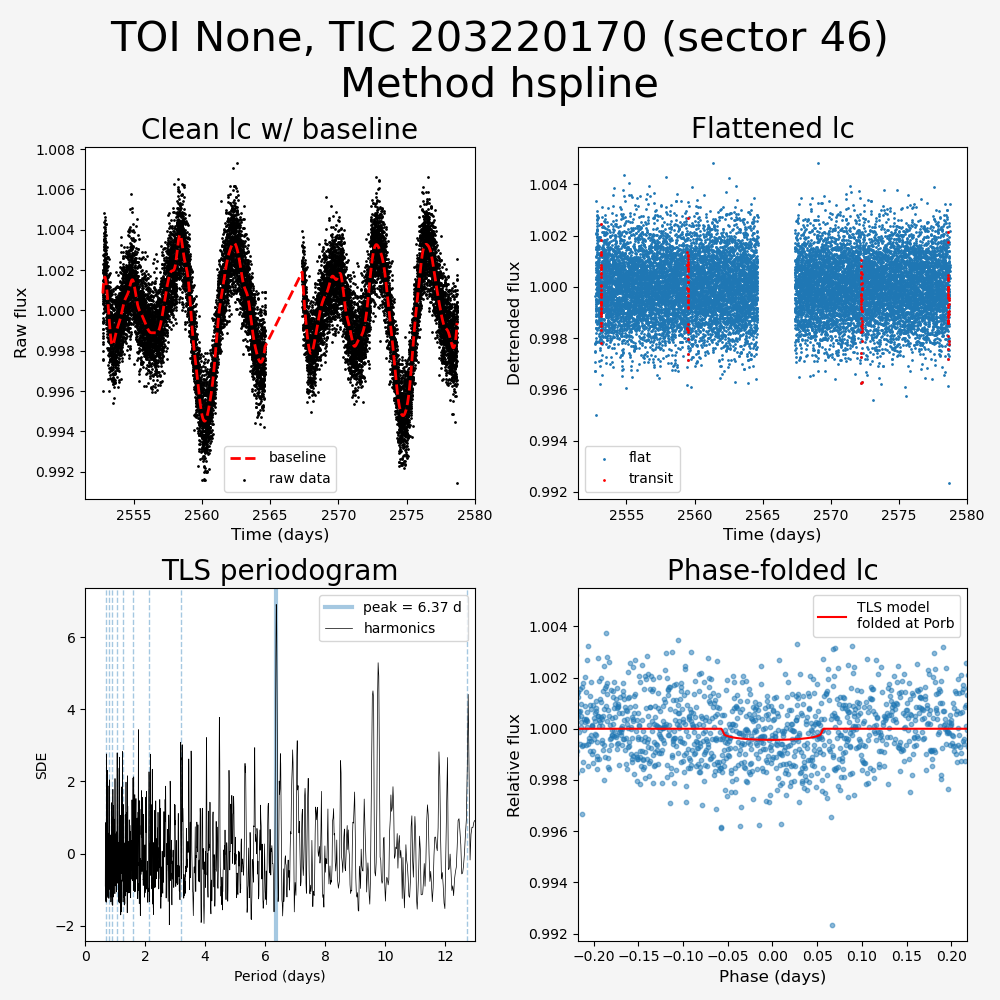 TOI None, TIC 203220170 (sector 46)
Method hspline
Clean lc w/ baseline
Raw flux
1.008
1.006
1.004
1.002
1.000
0.998
0.996
0.994
0.992
baseline
raw data
2555 2560 2565 2570 2575 2580
Time (days)
Flattened lc
Detrended flux
1.004
1.002
1.000
0.998
0.996
0.994
0.992
flat
transit
2555 2560 2565 2570 2575 2580
Time (days)
TLS periodogram
SDE
6
4
2
0
−2
peak = 6.37 d
harmonics
0 2 4 6 8 10 12
Period (days)
Phase-folded lc
Relative flux
1.004
1.002
1.000
0.998
0.996
0.994
0.992
TLS model
folded at Porb
−0.20 −0.15 −0.10 −0.05 0.00 0.05 0.10 0.15 0.20
Phase (days)